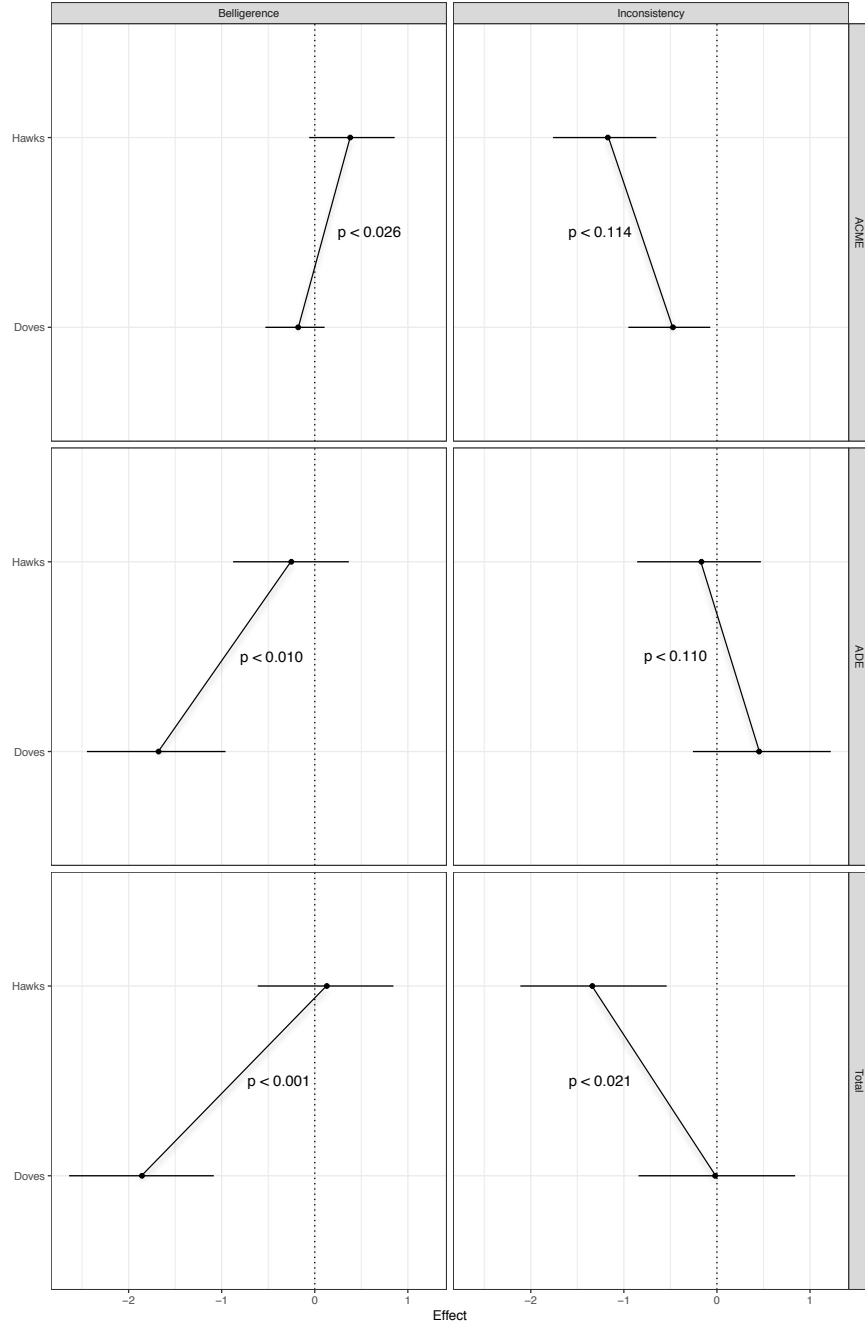 Belligerence
Inconsistency
Hawks
p < 0.026
p < 0.114
ACME
Doves
Hawks
p < 0.010
p < 0.110
ADE
Doves
Hawks
p < 0.001
p < 0.021
Total
Doves
−2 −1 0 1 −2 −1 0 1
Effect